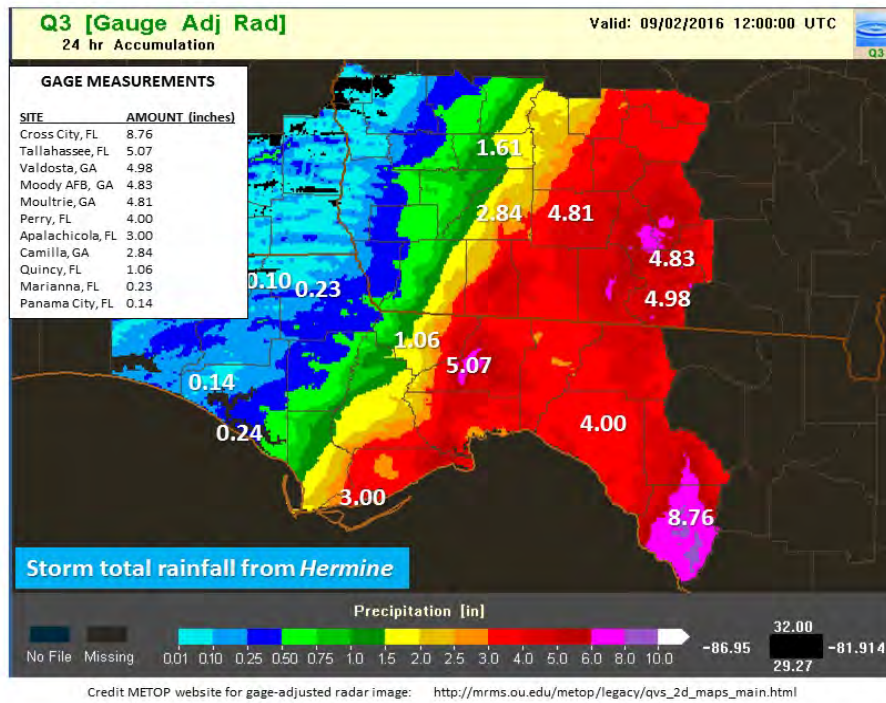 Q3 [Gauge Adj Rad]
24 hr Accumulation
Valid: 09/02/2016 12:00:00 UTC
Q3
GAGE MEASUREMENTS
SITE AMOUNT (inches)
Cross City, FL 8.76
Tallahassee, FL 5.07
Valdosta, GA 4.98
Moody AFB, GA 4.83
Moultrie, GA 4.81
Perry, FL 4.00
Apalachicola, FL 3.00
Camilla, GA 2.84
Quincy, FL 1.06
Marianna, FL 0.23
Panama City, FL 0.14
1.61
2.84 4.81
4.83
0.10 0.23 4.98
1.06
5.07
0.14
0.24 4.00
3.00
8.76
Storm total rainfall from Hermine
Precipitation [in]
No File Missing
0.01 0.10 0.25 0.50 0.75 1.0 1.5 2.0 2.5 3.0 4.0 5.0 6.0 8.0 10.0
32.00
-86.95 -81.914
29.27
Credit METOP website for gage-adjusted radar image: http://mrms.ou.edu/metop/legacy/qvs_2d_maps_main.html